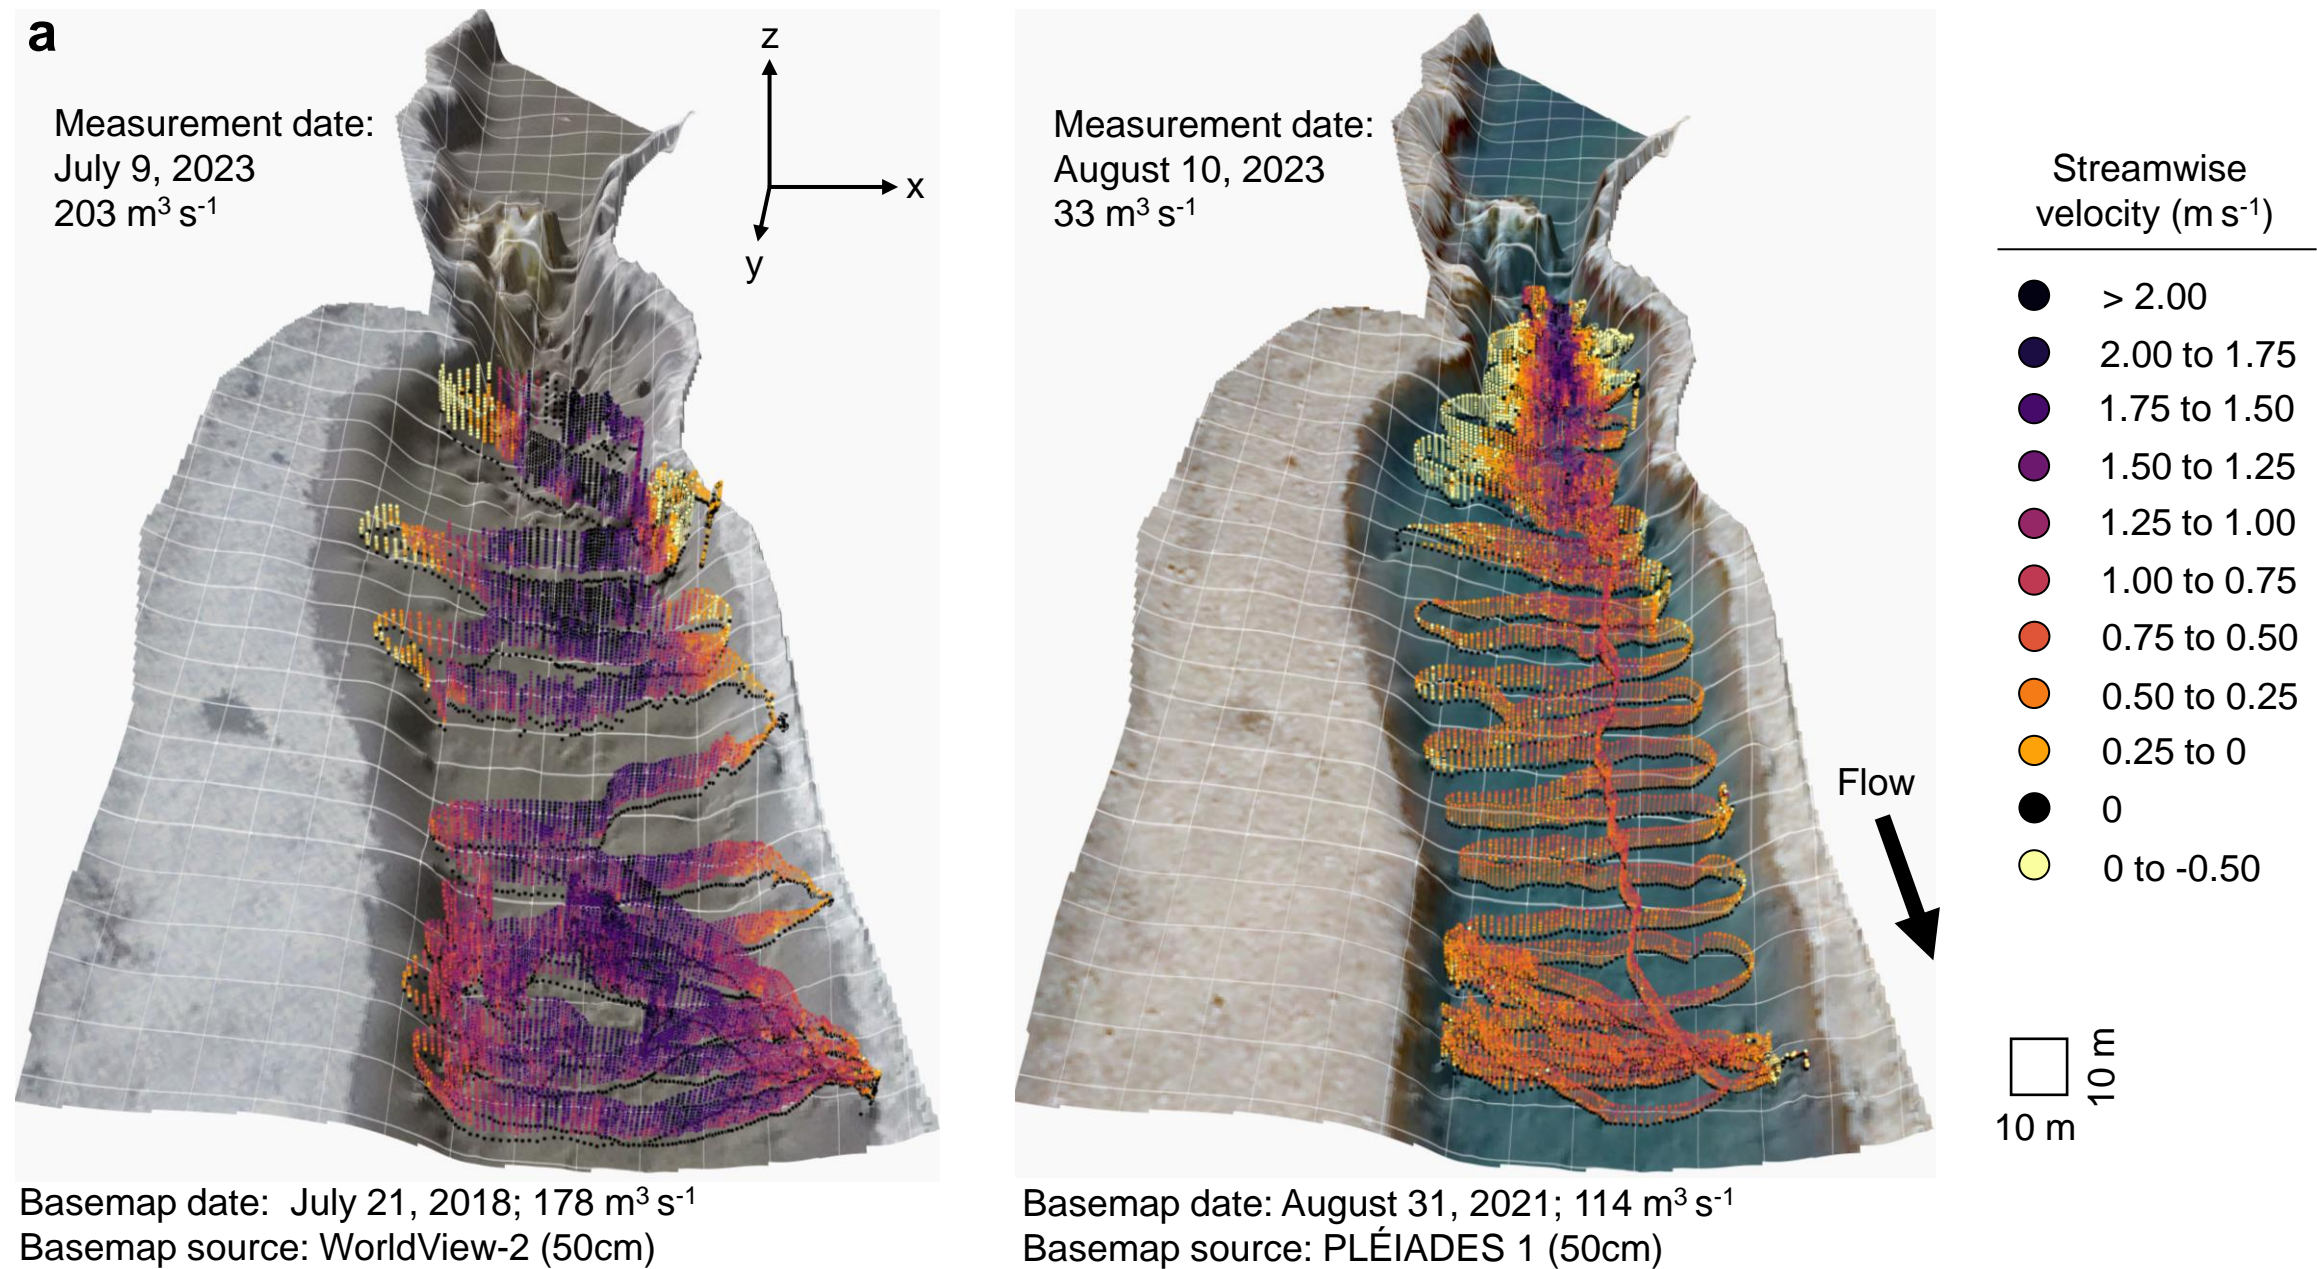 a
Measurement date:
July 9, 2023
203 m³ s⁻¹
z
x
y
Basemap date:  July 21, 2018; 178 m³ s⁻¹
Basemap source: WorldView-2 (50cm)
Measurement date:
August 10, 2023
33 m³ s⁻¹
Flow
Basemap date: August 31, 2021; 114 m³ s⁻¹
Basemap source: PLÉIADES 1 (50cm)
Streamwise
velocity (m s⁻¹)
> 2.00
2.00 to 1.75
1.75 to 1.50
1.50 to 1.25
1.25 to 1.00
1.00 to 0.75
0.75 to 0.50
0.50 to 0.25
0.25 to 0
0
0 to -0.50
10 m
10 m